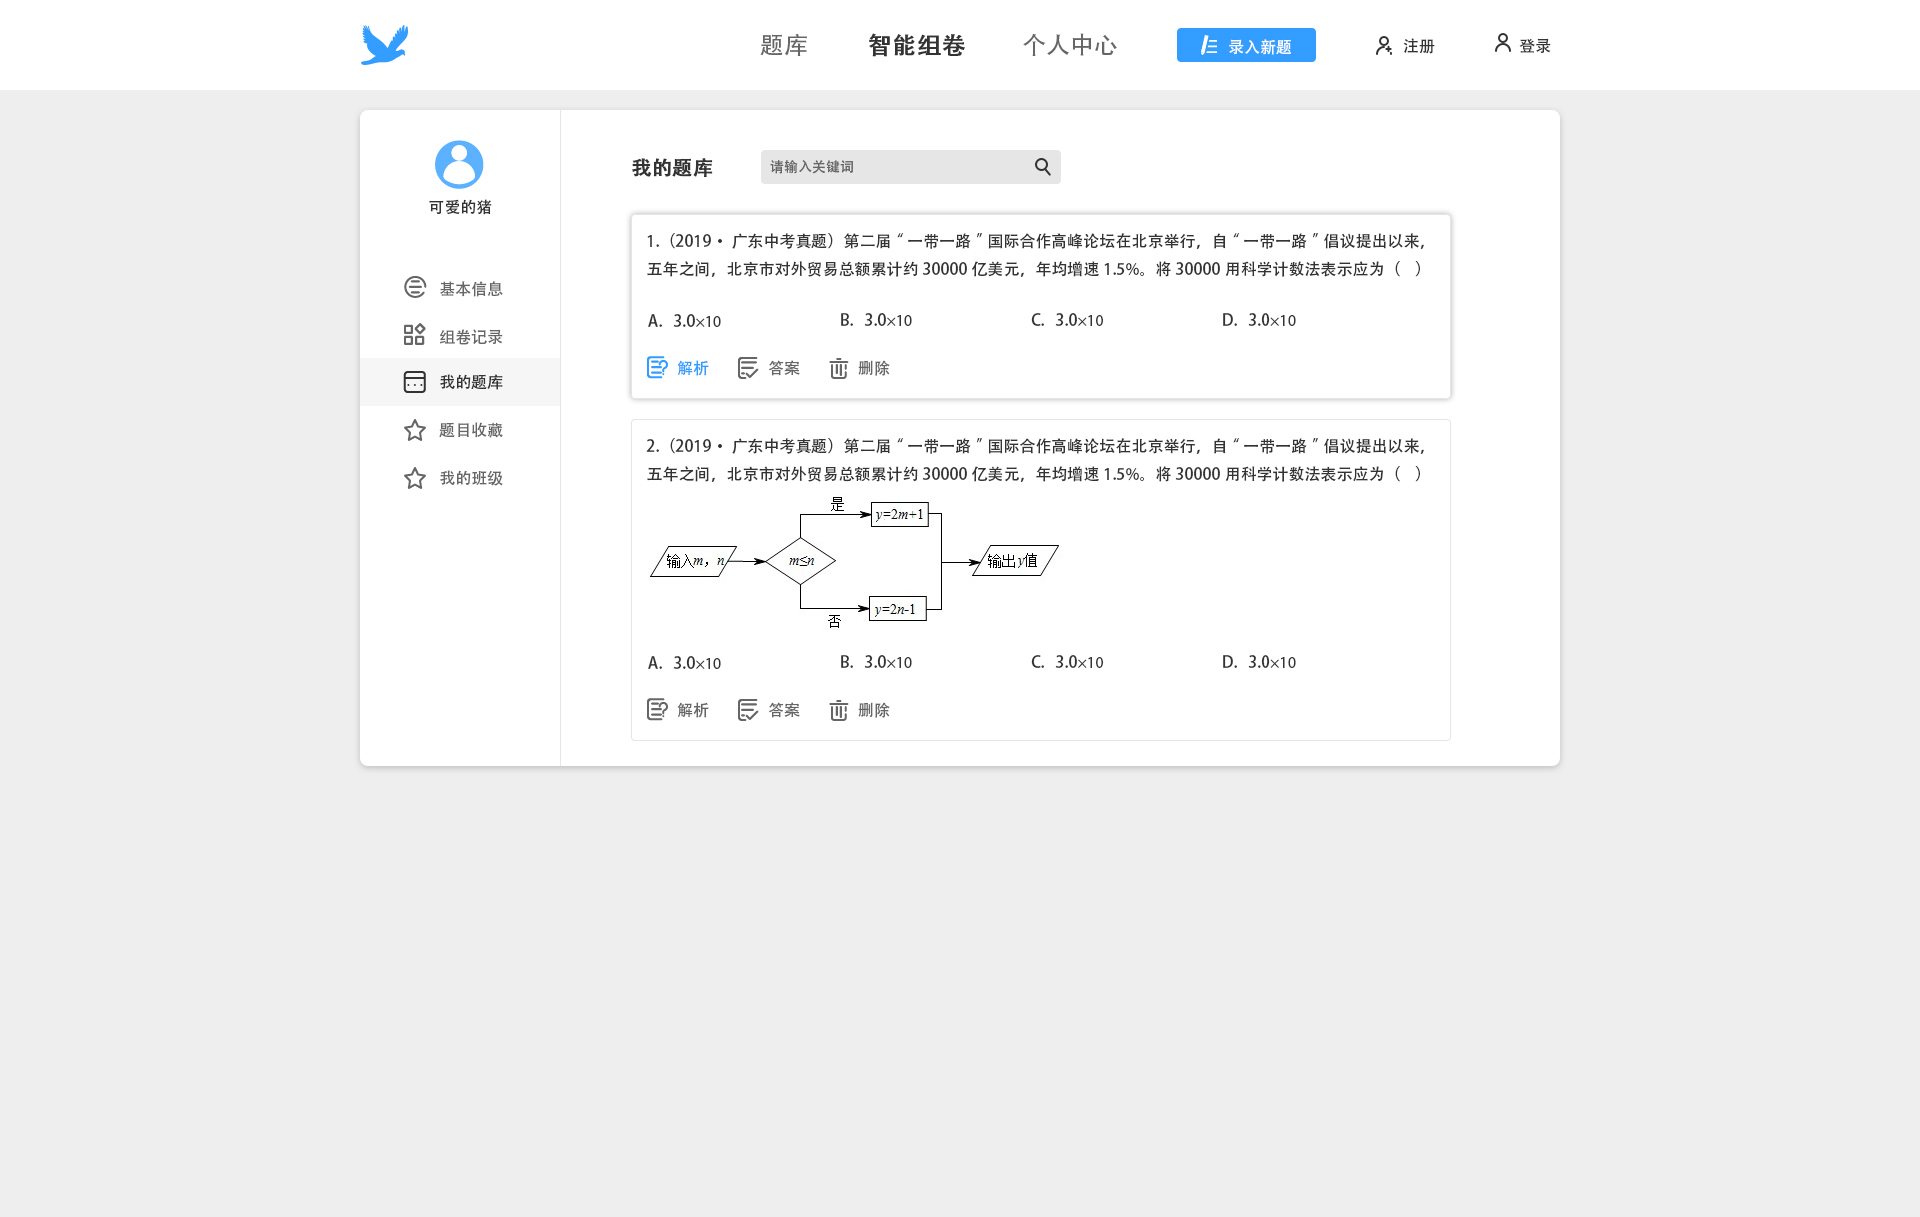 题库
智能组卷
个人中心
录入新题
注册
登录
可爱的猪
基本信息
组卷记录
我的题库
题目收藏
我的班级
我的题库
请输入关键词
1.（2019• 广东中考真题）第二届“一带一路”国际合作高峰论坛在北京举行，自“一带一路”倡议提出以来，
五年之间，北京市对外贸易总额累计约 30000 亿美元，年均增速 1.5%。将 30000 用科学计数法表示应为（ ）
A. 3.0×10 B. 3.0×10 C. 3.0×10 D. 3.0×10
解析 答案 删除
2.（2019• 广东中考真题）第二届“一带一路”国际合作高峰论坛在北京举行，自“一带一路”倡议提出以来，
五年之间，北京市对外贸易总额累计约 30000 亿美元，年均增速 1.5%。将 30000 用科学计数法表示应为（ ）
是
y=2m+1
输入m，n
m≤n
输出y值
y=2n-1
否
A. 3.0×10 B. 3.0×10 C. 3.0×10 D. 3.0×10
解析 答案 删除